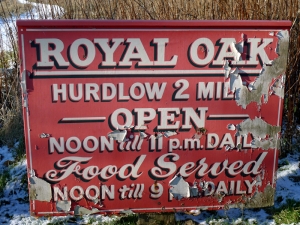 ROYAL OAK
HURDLOW 2 MIL
OPEN
NOON till 11 p.m. DAIL
Food Served
NOON till 9 p.m. DAILY